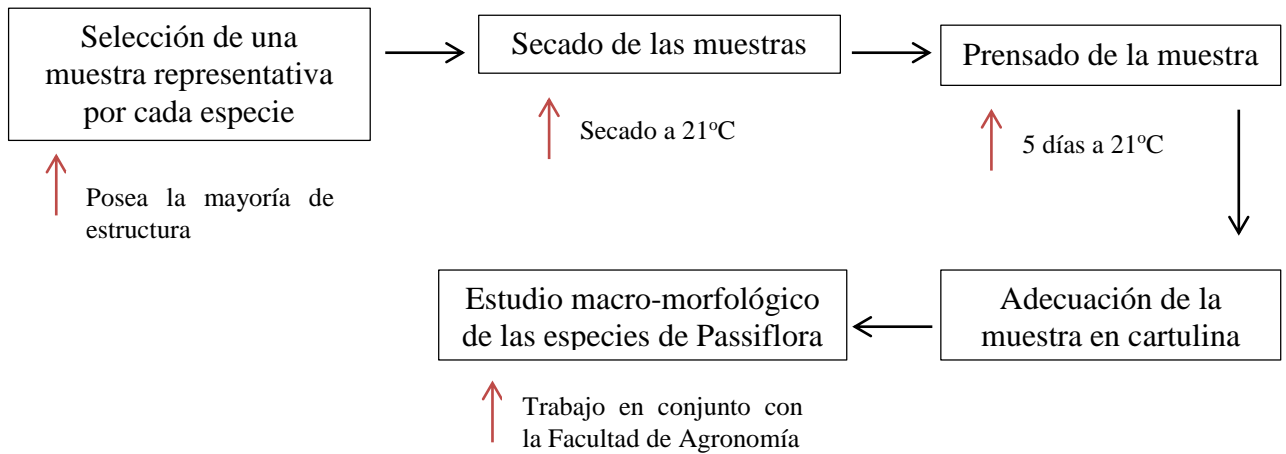 Selección de una
muestra representativa
por cada especie
Posea la mayoría de
estructura
Secado de las muestras
Secado a 21°C
Prensado de la muestra
5 días a 21°C
Adecuación de la
muestra en cartulina
Estudio macro-morfológico
de las especies de Passiflora
Trabajo en conjunto con
la Facultad de Agronomía